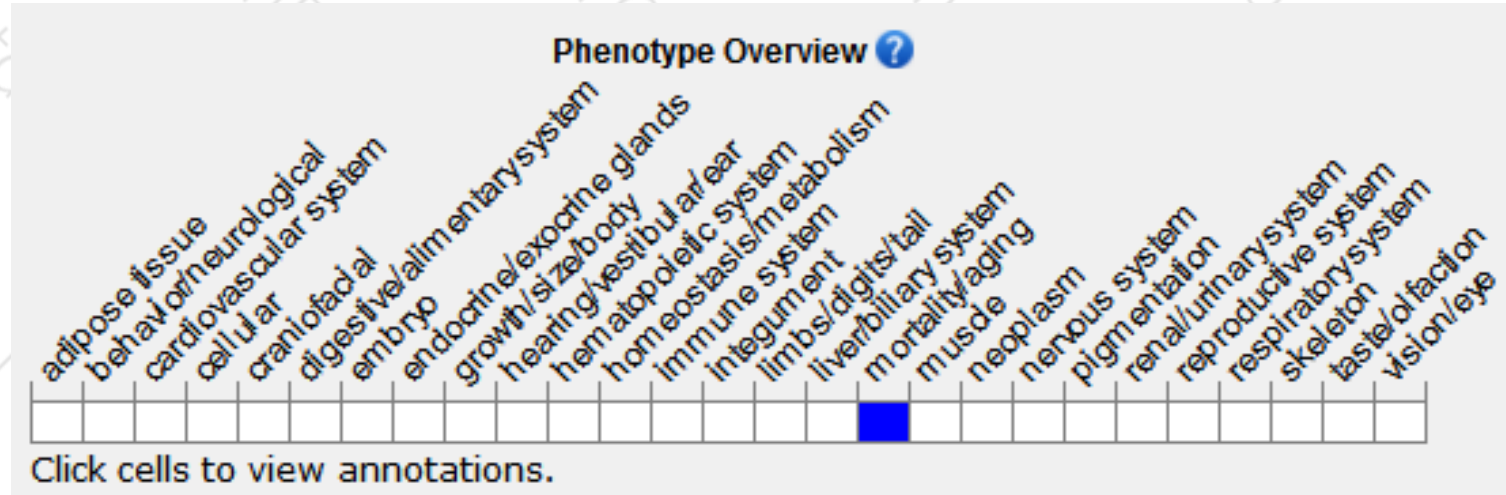 Phenotype Overview ?
adipose tissue
behavior/neurological
cardiovascular system
cellular
craniofacial
digestive/alimentary system
embryo
endocrine/exocrine glands
growth/size/body
hearing/vestibular/ear
hematopoietic system
homeostasis/metabolism
immune system
integument
limbs/digits/tail
liver/biliary system
mortality/aging
muscle
neoplasm
nervous system
pigmentation
renal/urinary system
reproductive system
respiratory system
skeleton
taste/olfaction
vision/eye
Click cells to view annotations.